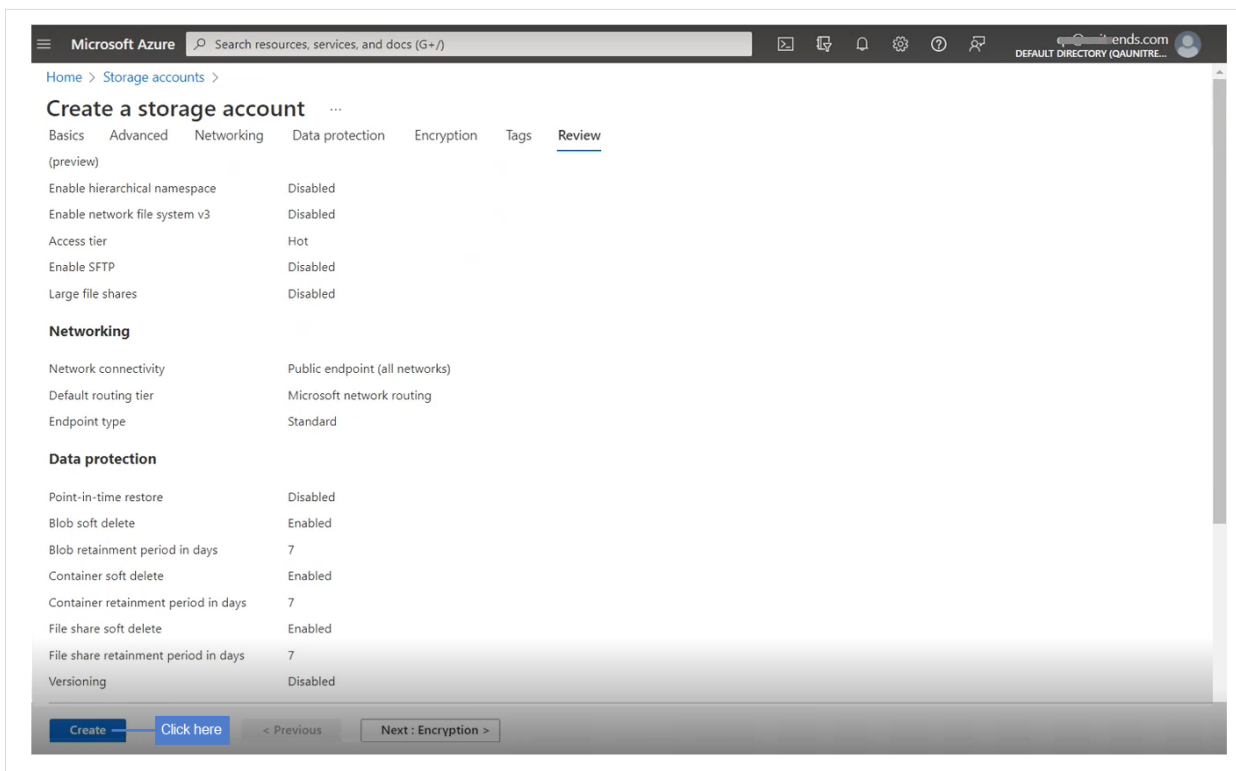 Microsoft Azure
Search resources, services, and docs (G+/)
ends.com
DEFAULT DIRECTORY (QAUNITRE...
Home > Storage accounts >
Create a storage account ...
Basics Advanced Networking Data protection Encryption Tags Review
(preview)
Enable hierarchical namespace Disabled
Enable network file system v3 Disabled
Access tier Hot
Enable SFTP Disabled
Large file shares Disabled
Networking
Network connectivity Public endpoint (all networks)
Default routing tier Microsoft network routing
Endpoint type Standard
Data protection
Point-in-time restore Disabled
Blob soft delete Enabled
Blob retainment period in days 7
Container soft delete Enabled
Container retainment period in days 7
File share soft delete Enabled
File share retainment period in days 7
Versioning Disabled
Create Click here < Previous Next : Encryption >